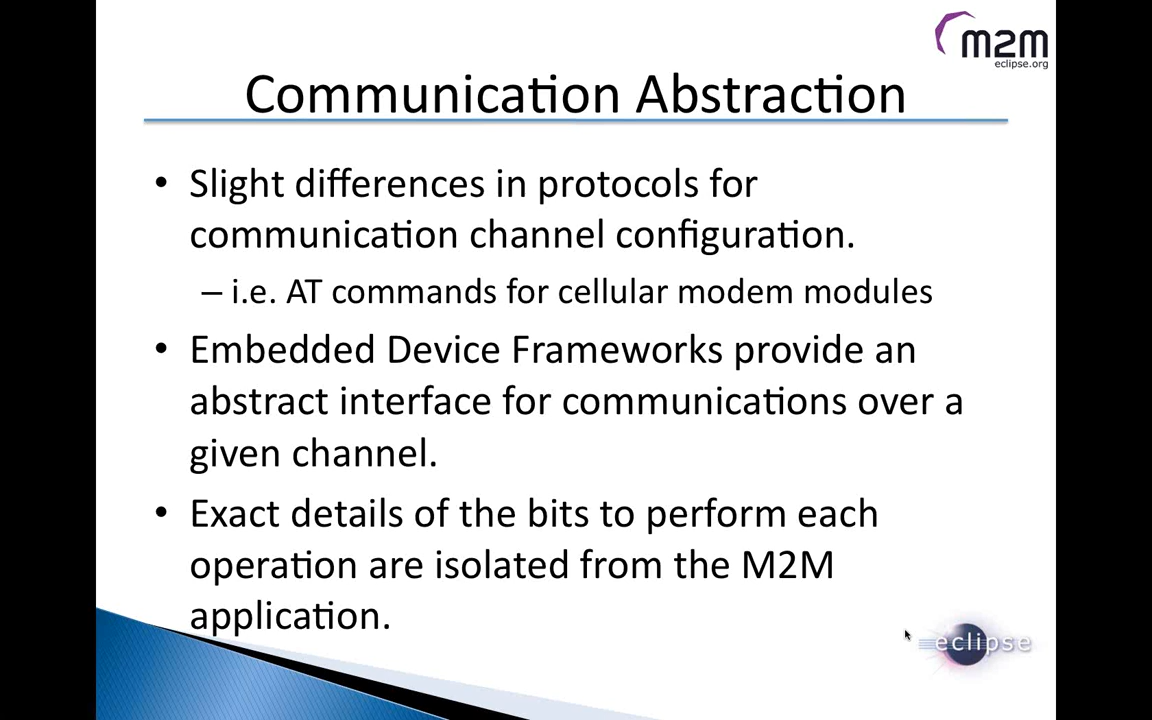 m2m
eclipse.org
Communication Abstraction
• Slight differences in protocols for
communication channel configuration.
– i.e. AT commands for cellular modem modules
• Embedded Device Frameworks provide an
abstract interface for communications over a
given channel.
• Exact details of the bits to perform each
operation are isolated from the M2M
application.
eclipse